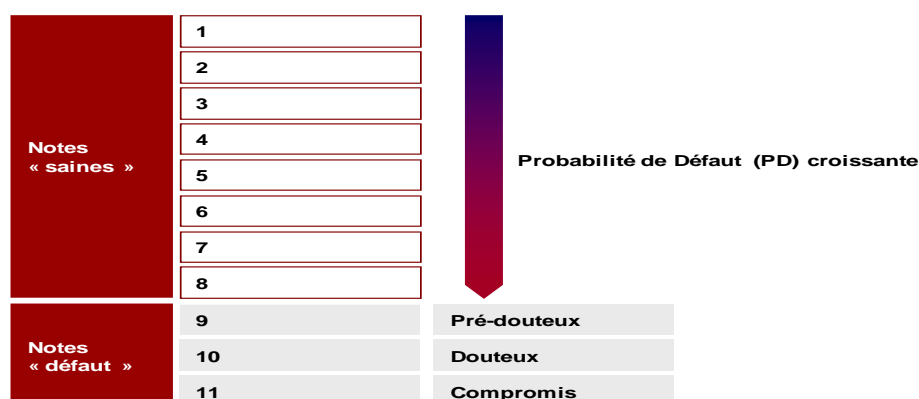 1
2
3
4
5
6
7
8
Notes
« saines »
Probabilité de Défaut (PD) croissante
9 Pré-douteux
10 Douteux
11 Compromis
Notes
« défaut »